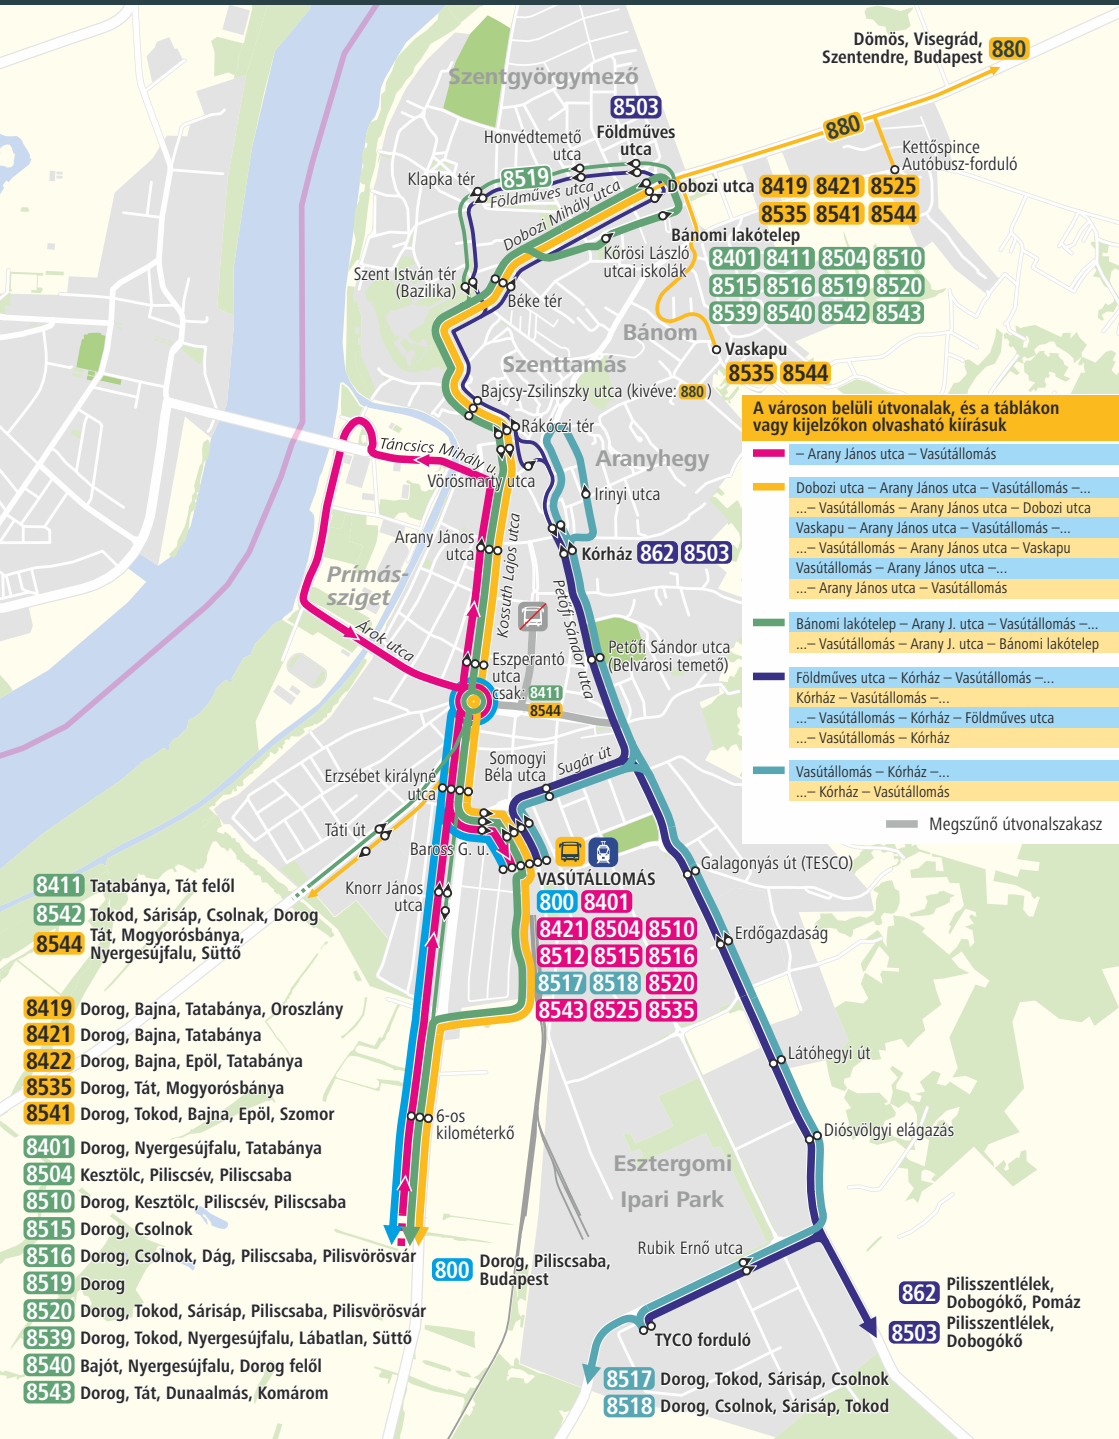 Dömös, Visegrád,
Szentendre, Budapest 880
Szentgyörgymező
8503
Földműves
utca
Honvédtemető
utca
880
Kettőspince
Autóbusz-forduló
Klapka tér
8519
Földműves utca
Dobozi Mihály utca
Dobozi utca 8419 8421 8525
8535 8541 8544
Bánomi lakótelep
8401 8411 8504 8510
8515 8516 8519 8520
8539 8540 8542 8543
Kőrösi László
utcai iskolák
Szent István tér
(Bazilika)
Béke tér
Bánom
Vaskapu
8535 8544
Szenttamás
Bajcsy-Zsilinszky utca (kivéve: 880)
Rákóczi tér
Táncsics Mihály u.
Vörösmarty utca
Aranyhegy
Irinyi utca
Arany János
utca
Kossuth Lajos utca
Kórház 862 8503
Prímás-
sziget
Petőfi Sándor utca
Árok utca
Petőfi Sándor utca
(Belvárosi temető)
Eszperantó
utca
csak: 8411
8544
A városon belüli útvonalak, és a táblákon
vagy kijelzőkon olvasható kiírásuk
– Arany János utca – Vasútállomás
Dobozi utca – Arany János utca – Vasútállomás –...
...– Vasútállomás – Arany János utca – Dobozi utca
Vaskapu – Arany János utca – Vasútállomás –...
...– Vasútállomás – Arany János utca – Vaskapu
Vasútállomás – Arany János utca –...
...– Arany János utca – Vasútállomás
Bánomi lakótelep – Arany J. utca – Vasútállomás –...
...– Vasútállomás – Arany J. utca – Bánomi lakótelep
Földműves utca – Kórház – Vasútállomás –...
Kórház – Vasútállomás –...
...– Vasútállomás – Kórház – Földműves utca
...– Vasútállomás – Kórház
Vasútállomás – Kórház –...
...– Kórház – Vasútállomás
Megszűnő útvonalszakasz
Somogyi
Béla utca
Sugár út
Erzsébet királyné
utca
Táti út
Baross G. u.
Knorr János
utca
VASÚTÁLLOMÁS
800 8401
8421 8504 8510
8512 8515 8516
8517 8518 8520
8543 8525 8535
Galagonyás út (TESCO)
Erdőgazdaság
Látóhegyi út
Diósvölgyi elágazás
8411 Tatabánya, Tát felől
8542 Tokod, Sárisáp, Csolnak, Dorog
8544 Tát, Mogyorósbánya,
Nyergesújfalu, Süttő
8419 Dorog, Bajna, Tatabánya, Oroszlány
8421 Dorog, Bajna, Tatabánya
8422 Dorog, Bajna, Epöl, Tatabánya
8535 Dorog, Tát, Mogyorósbánya
8541 Dorog, Tokod, Bajna, Epöl, Szomor
8401 Dorog, Nyergesújfalu, Tatabánya
8504 Kesztölc, Piliscsév, Piliscsaba
8510 Dorog, Kesztölc, Piliscsév, Piliscsaba
8515 Dorog, Csolnok
8516 Dorog, Csolnok, Dág, Piliscsaba, Pilisvörösvár
8519 Dorog
8520 Dorog, Tokod, Sárisáp, Piliscsaba, Pilisvörösvár
8539 Dorog, Tokod, Nyergesújfalu, Lábatlan, Süttő
8540 Bajót, Nyergesújfalu, Dorog felől
8543 Dorog, Tát, Dunaalmás, Komárom
6-os
kilométerkő
Esztergomi
Ipari Park
800 Dorog, Piliscsaba,
Budapest
Rubik Ernő utca
TYCO forduló
862 Pilisszentlélek,
Dobogókő, Pomáz
8503 Pilisszentlélek,
Dobogókő
8517 Dorog, Tokod, Sárisáp, Csolnok
8518 Dorog, Csolnok, Sárisáp, Tokod